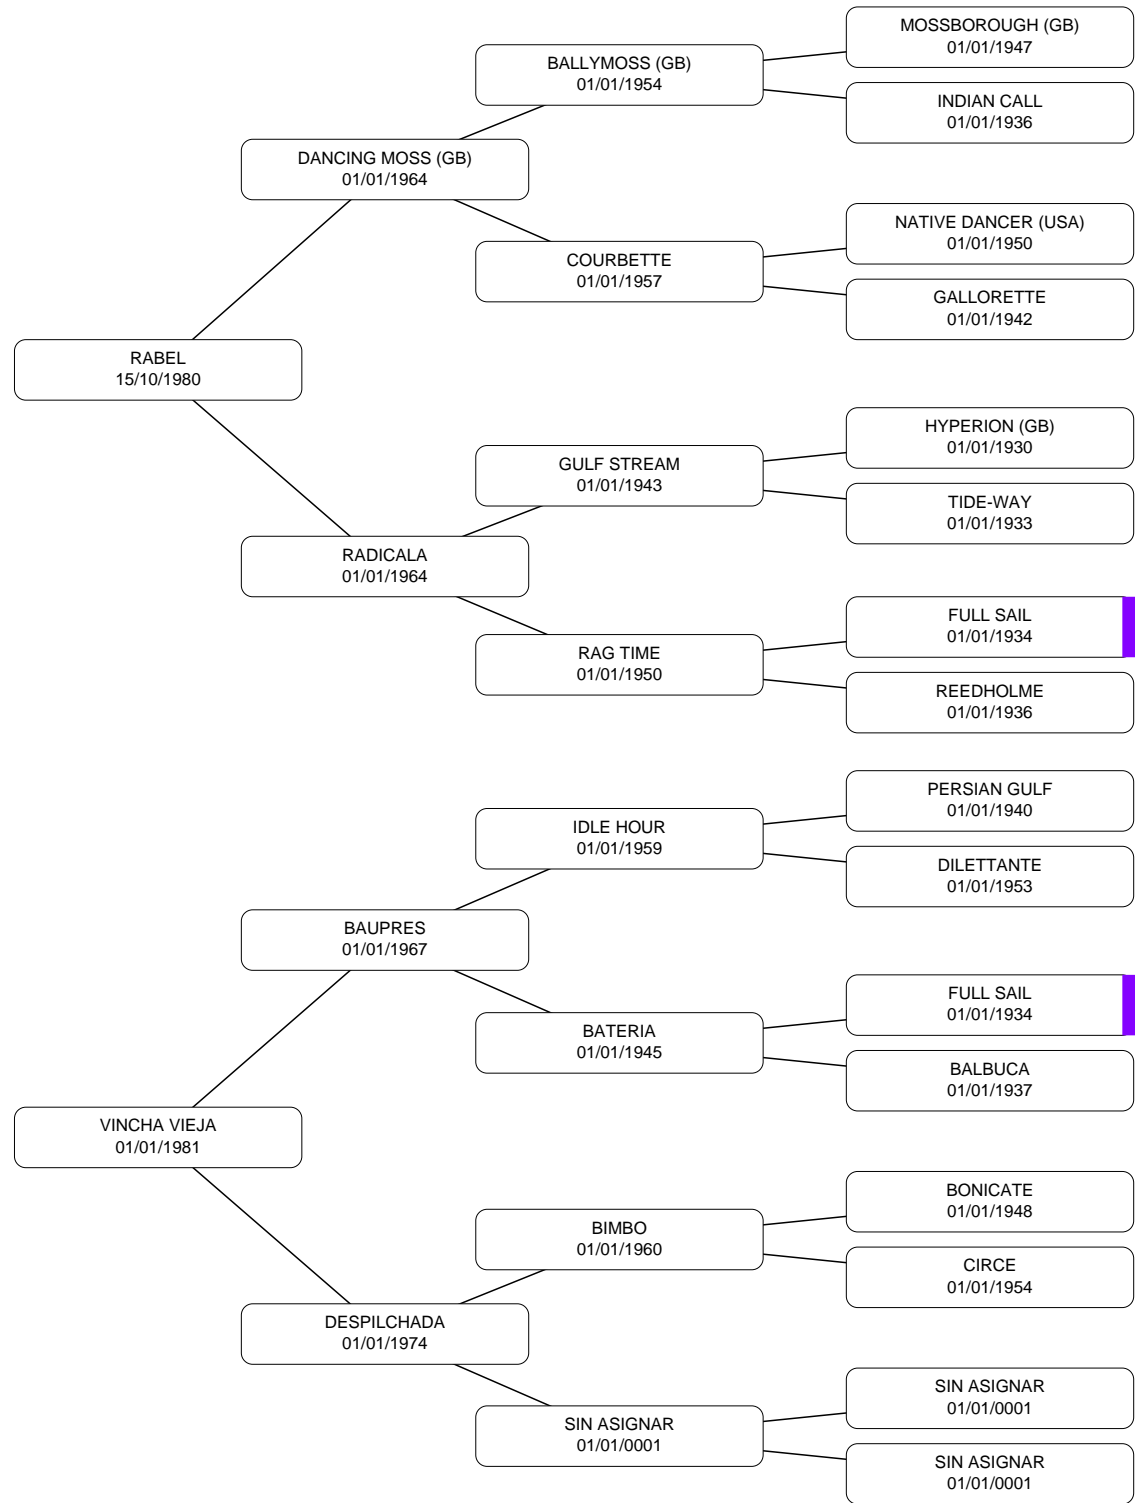 MOSSBOROUGH (GB)
01/01/1947
BALLYMOSS (GB)
01/01/1954
INDIAN CALL
01/01/1936
DANCING MOSS (GB)
01/01/1964
NATIVE DANCER (USA)
01/01/1950
COURBETTE
01/01/1957
GALLORETTE
01/01/1942
RABEL
15/10/1980
HYPERION (GB)
01/01/1930
GULF STREAM
01/01/1943
TIDE-WAY
01/01/1933
RADICALA
01/01/1964
FULL SAIL
01/01/1934
RAG TIME
01/01/1950
REEDHOLME
01/01/1936
PERSIAN GULF
01/01/1940
IDLE HOUR
01/01/1959
DILETTANTE
01/01/1953
BAUPRES
01/01/1967
FULL SAIL
01/01/1934
BATERIA
01/01/1945
BALBUCA
01/01/1937
VINCHA VIEJA
01/01/1981
BONICATE
01/01/1948
BIMBO
01/01/1960
CIRCE
01/01/1954
DESPILCHADA
01/01/1974
SIN ASIGNAR
01/01/0001
SIN ASIGNAR
01/01/0001
SIN ASIGNAR
01/01/0001